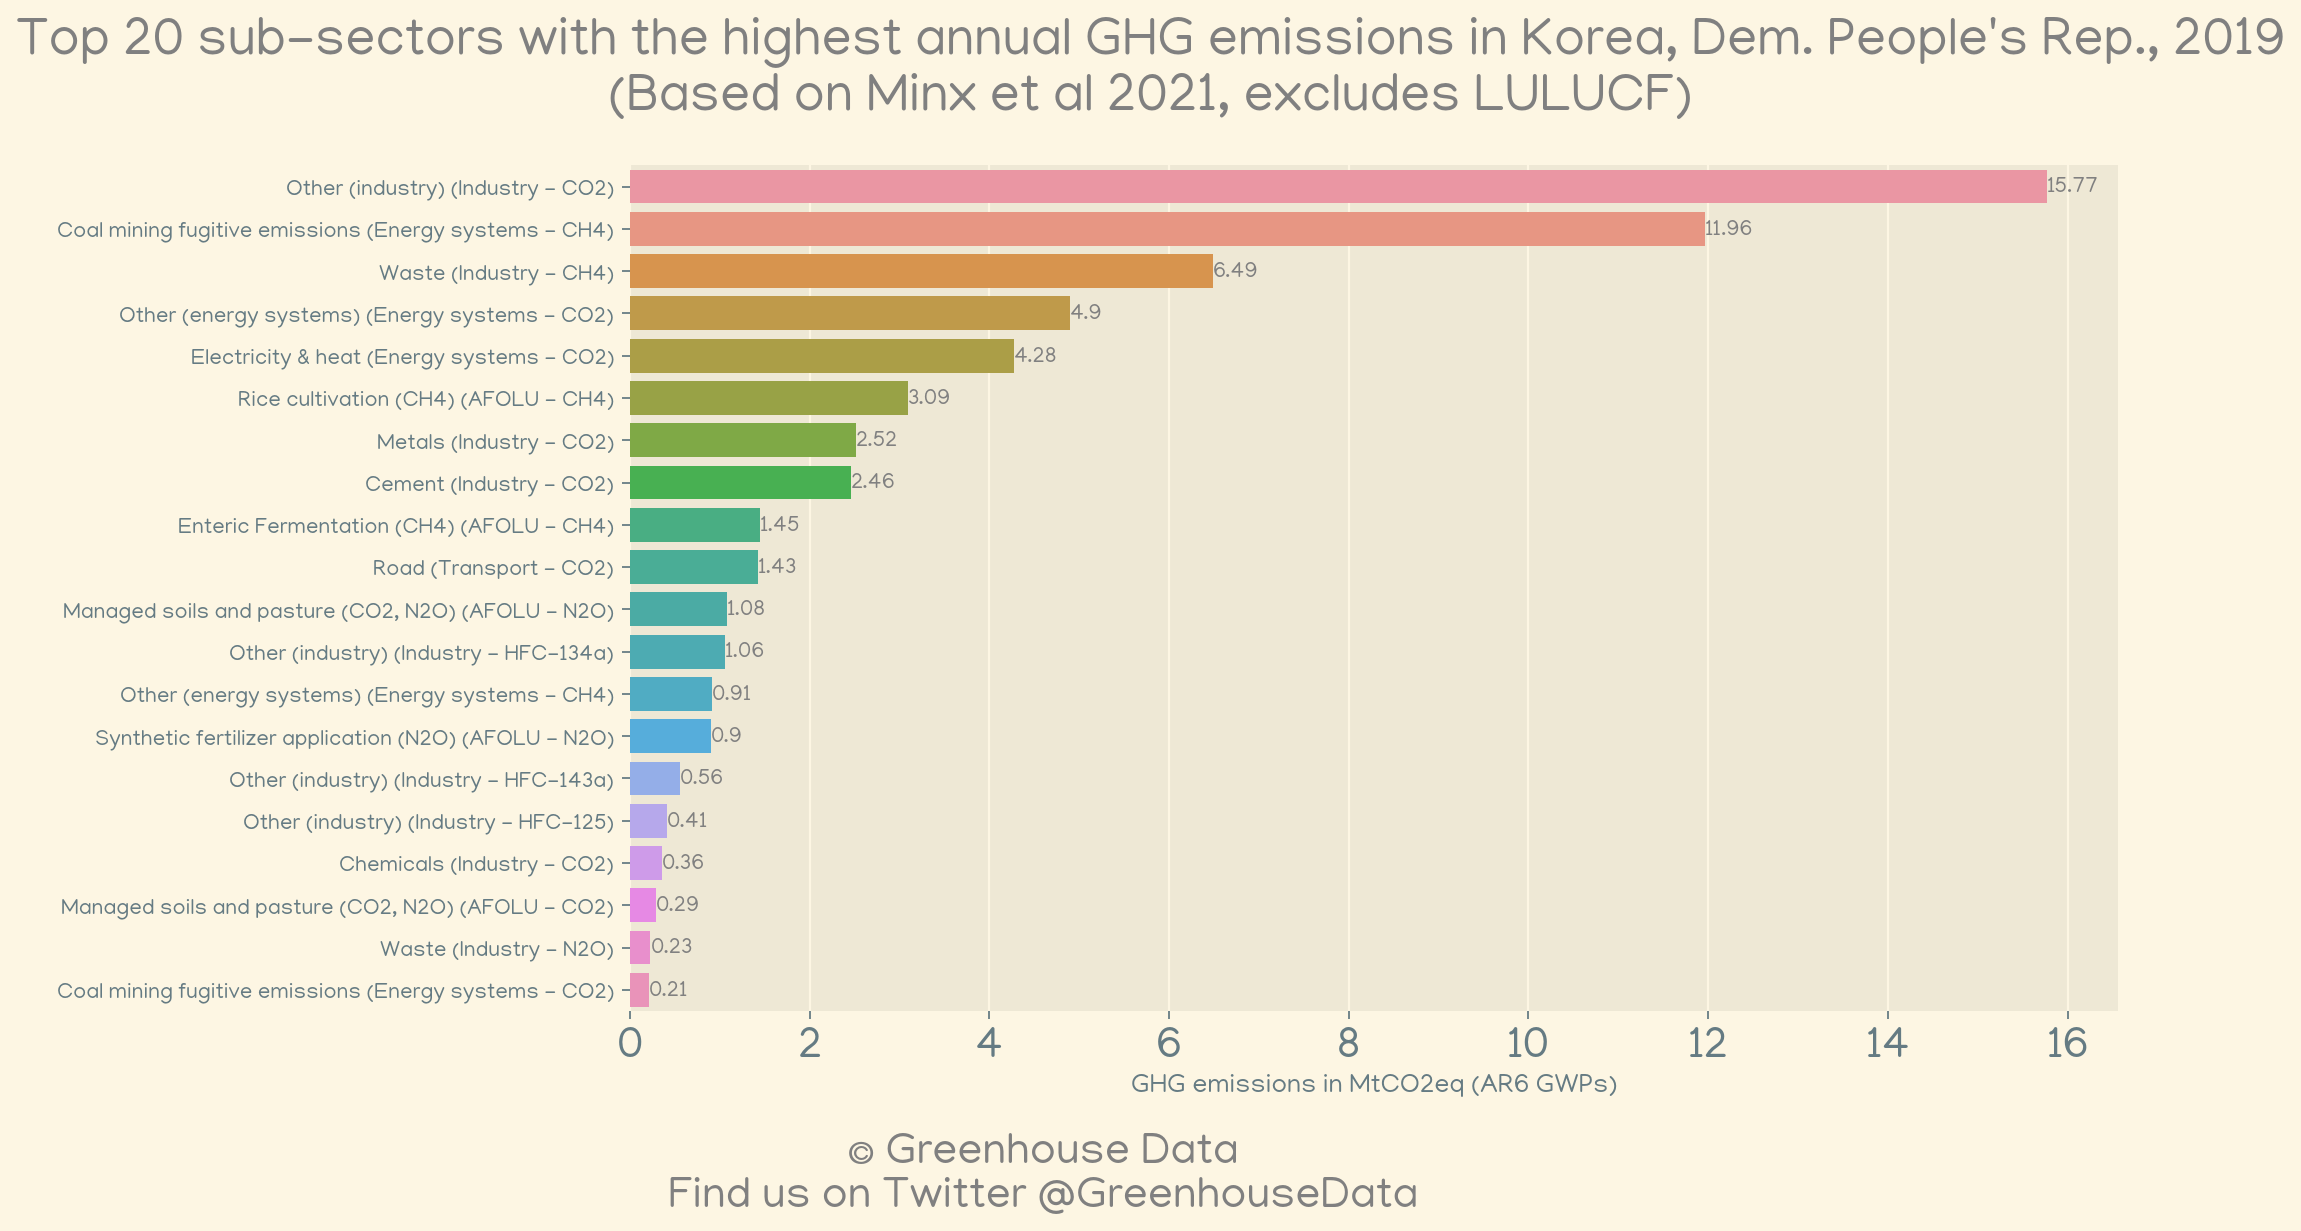 Top 20 sub-sectors with the highest annual GHG emissions in Korea, Dem. People's Rep., 2019
(Based on Minx et al 2021, excludes LULUCF)
Other (industry) (Industry - CO2) 15.77
Coal mining fugitive emissions (Energy systems - CH4) 11.96
Waste (Industry - CH4) 6.49
Other (energy systems) (Energy systems - CO2) 4.9
Electricity & heat (Energy systems - CO2) 4.28
Rice cultivation (CH4) (AFOLU - CH4) 3.09
Metals (Industry - CO2) 2.52
Cement (Industry - CO2) 2.46
Enteric Fermentation (CH4) (AFOLU - CH4) 1.45
Road (Transport - CO2) 1.43
Managed soils and pasture (CO2, N2O) (AFOLU - N2O) 1.08
Other (industry) (Industry - HFC-134a) 1.06
Other (energy systems) (Energy systems - CH4) 0.91
Synthetic fertilizer application (N2O) (AFOLU - N2O) 0.9
Other (industry) (Industry - HFC-143a) 0.56
Other (industry) (Industry - HFC-125) 0.41
Chemicals (Industry - CO2) 0.36
Managed soils and pasture (CO2, N2O) (AFOLU - CO2) 0.29
Waste (Industry - N2O) 0.23
Coal mining fugitive emissions (Energy systems - CO2) 0.21
0 2 4 6 8 10 12 14 16
GHG emissions in MtCO2eq (AR6 GWPs)
© Greenhouse Data
Find us on Twitter @GreenhouseData